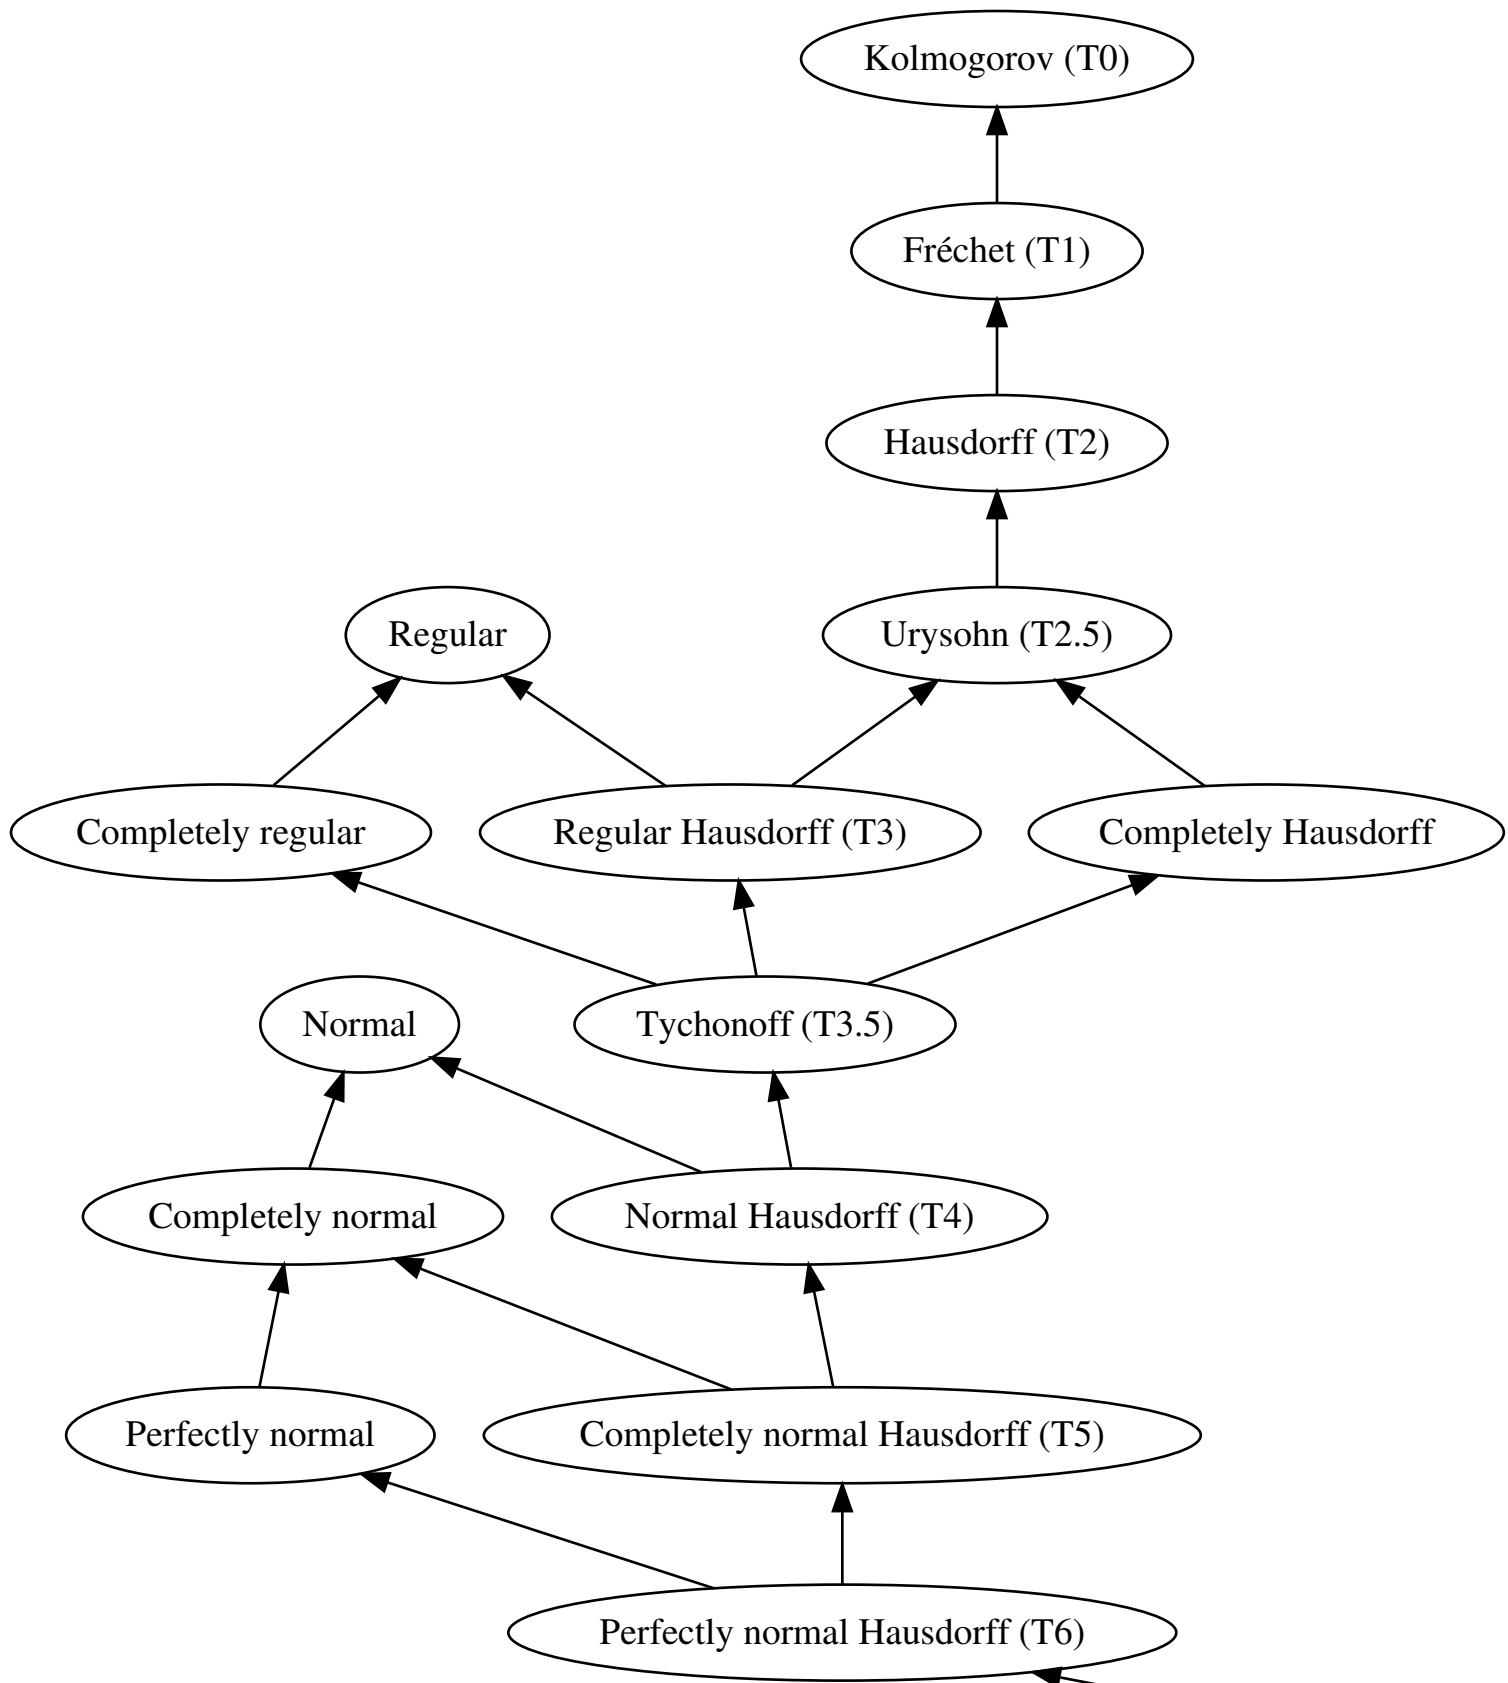 Kolmogorov (T0)
Fréchet (T1)
Hausdorff (T2)
Regular
Urysohn (T2.5)
Completely regular
Regular Hausdorff (T3)
Completely Hausdorff
Normal
Tychonoff (T3.5)
Completely normal
Normal Hausdorff (T4)
Perfectly normal
Completely normal Hausdorff (T5)
Perfectly normal Hausdorff (T6)